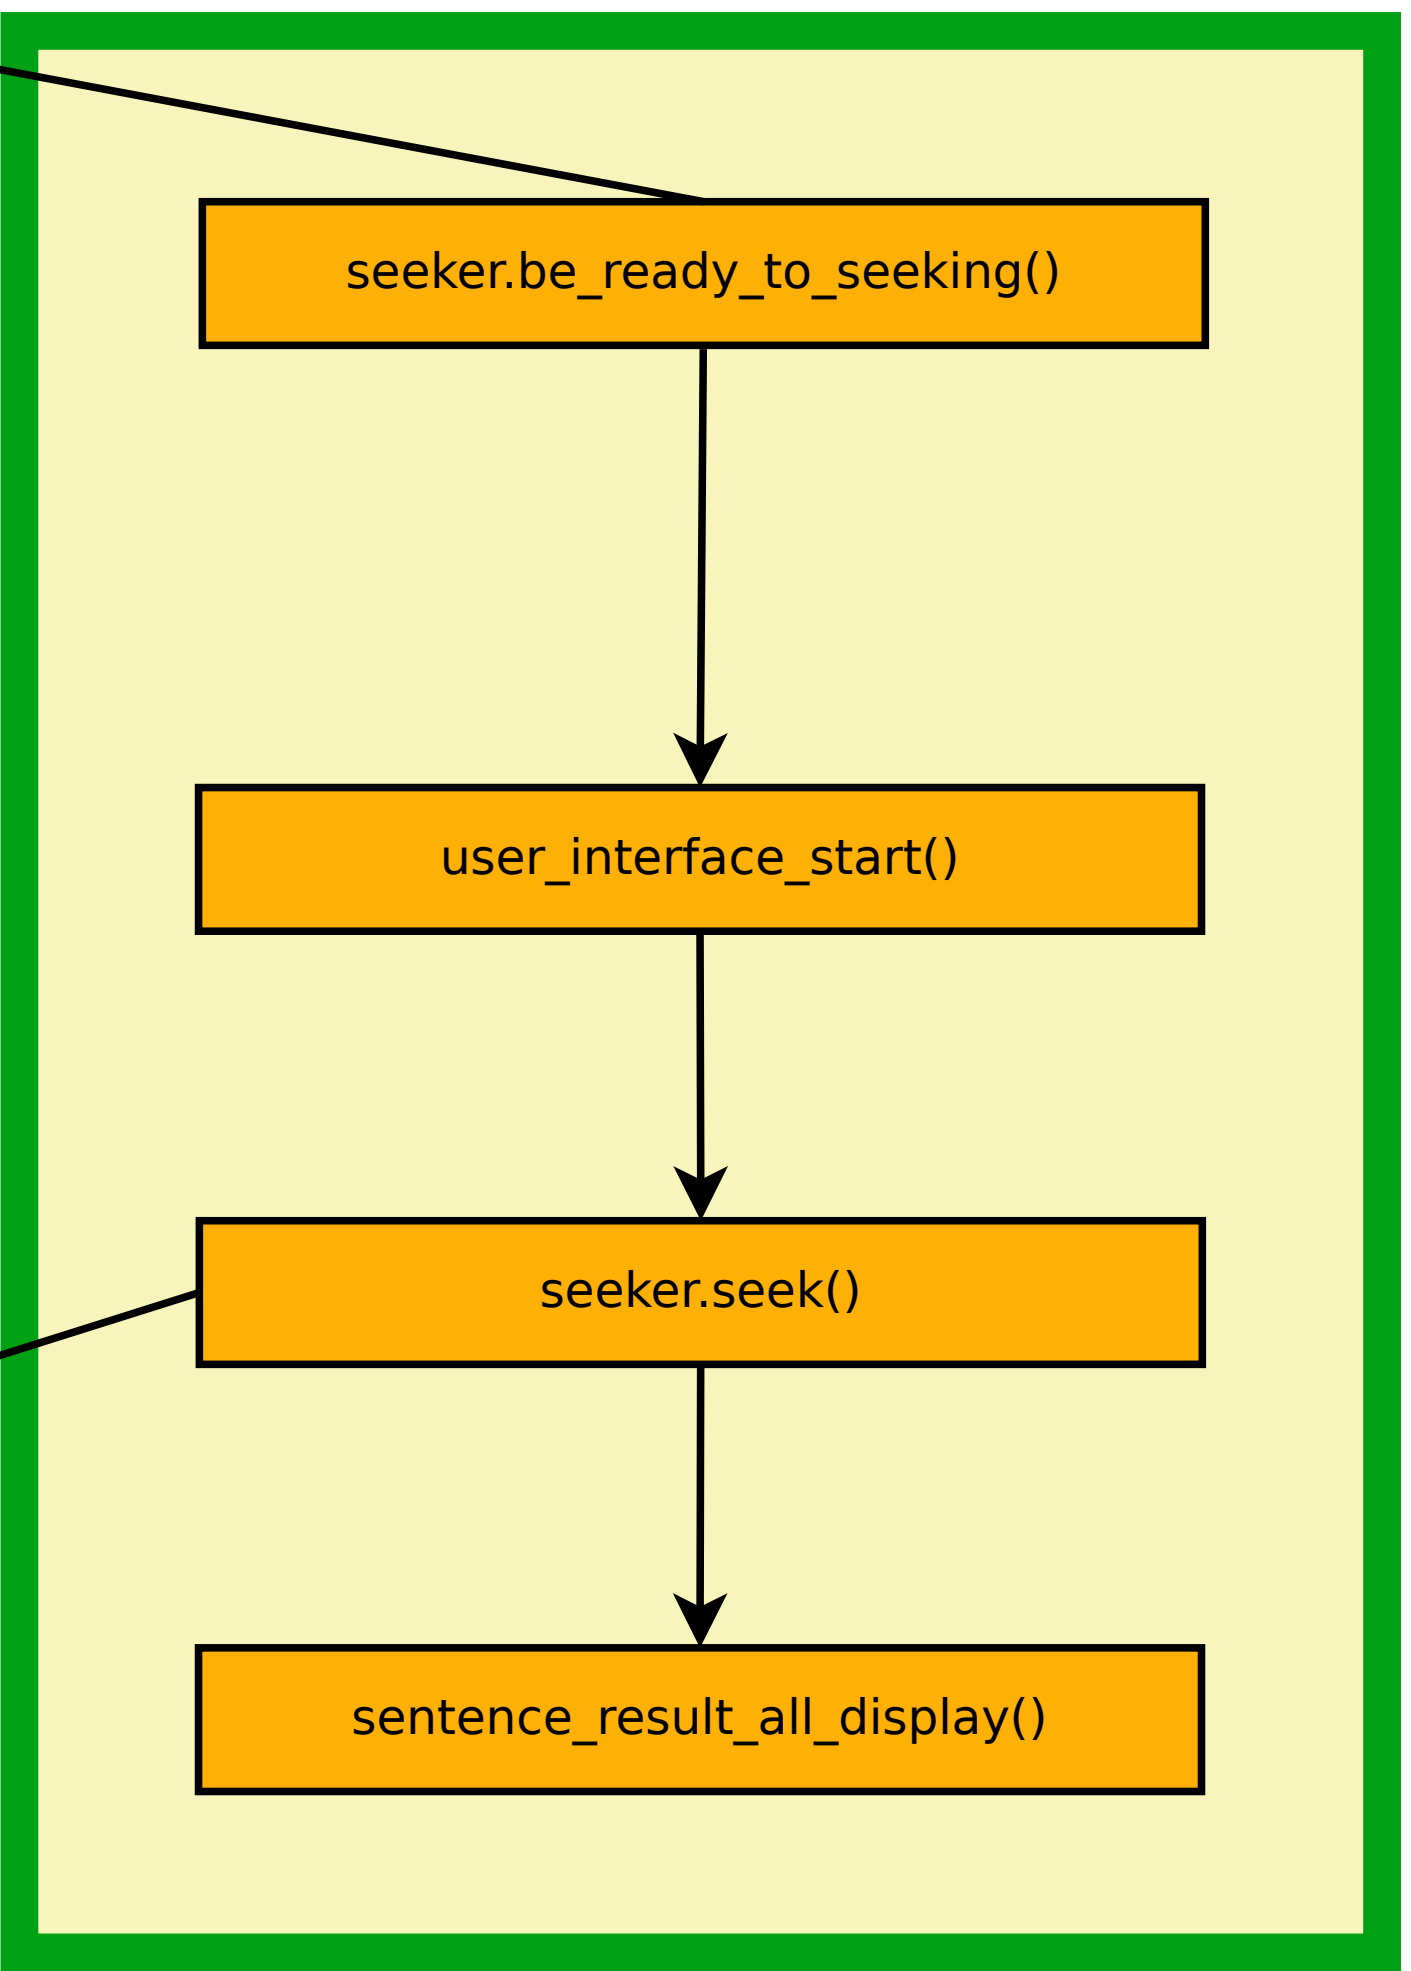 seeker.be_ready_to_seeking()
user_interface_start()
seeker.seek()
sentence_result_all_display()